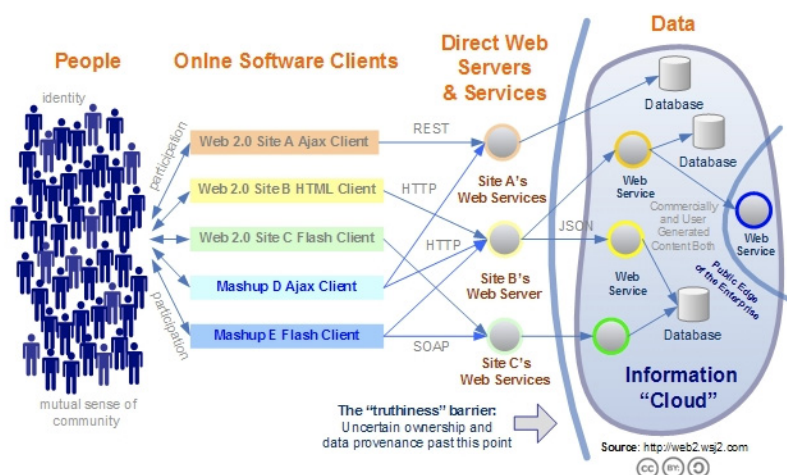 People
Onlne Software Clients
Direct Web
Servers
& Services
Data
identity
participation
participation
mutual sense of
community
Web 2.0 Site A Ajax Client
Web 2.0 Site B HTML Client
Web 2.0 Site C Flash Client
Mashup D Ajax Client
Mashup E Flash Client
REST
HTTP
HTTP
SOAP
JSON
Site A's
Web Services
Site B's
Web Server
Site C's
Web Services
Database
Database
Web
Service
Commercially
and User
Generated
Content Both
Web
Service
Web
Service
Public Edge
of the Enterprise
Database
Information
“Cloud”
The “truthiness” barrier:
Uncertain ownership and
data provenance past this point
Source: http://web2.wsj2.com
cc BY: